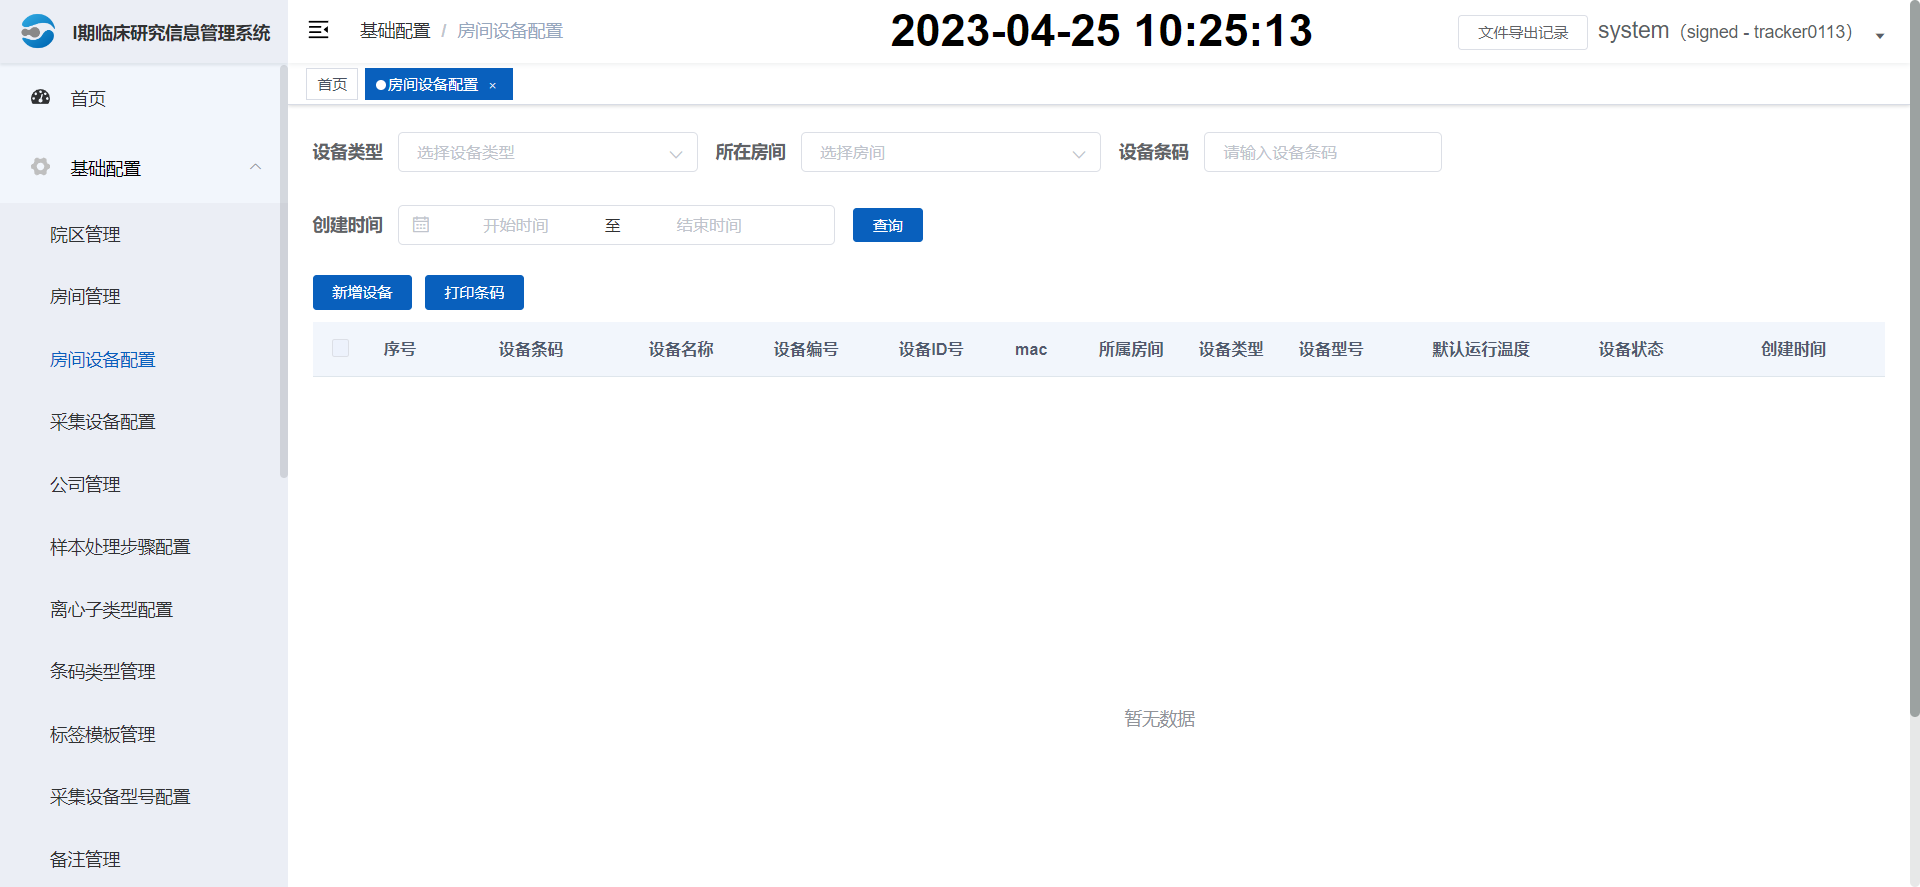 I期临床研究信息管理系统
基础配置 / 房间设备配置
2023-04-25 10:25:13
文件导出记录
system（signed - tracker0113）
首页
房间设备配置 ×
首页
基础配置
院区管理
房间管理
房间设备配置
采集设备配置
公司管理
样本处理步骤配置
离心子类型配置
条码类型管理
标签模板管理
采集设备型号配置
备注管理
设备类型 选择设备类型 所在房间 选择房间 设备条码 请输入设备条码
创建时间 开始时间 至 结束时间 查询
新增设备 打印条码
序号 设备条码 设备名称 设备编号 设备ID号 mac 所属房间 设备类型 设备型号 默认运行温度 设备状态 创建时间
暂无数据